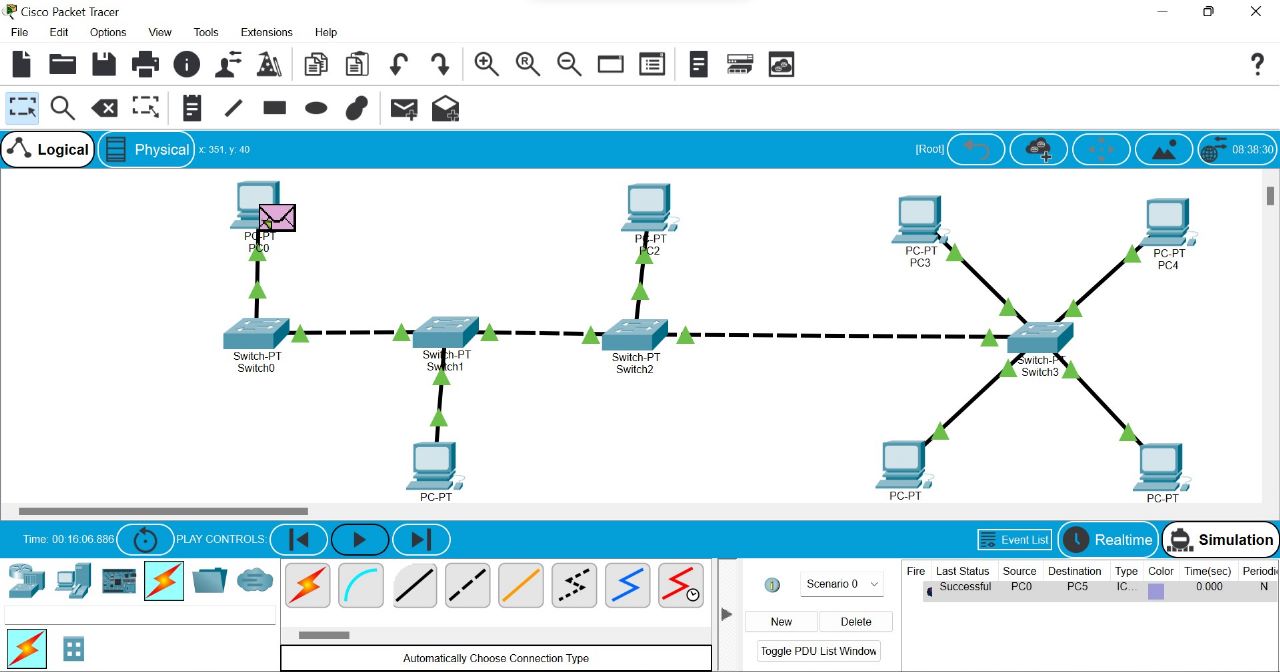 Cisco Packet Tracer
File Edit Options View Tools Extensions Help
Logical Physical x: 351, y: 40 [Root] 08:38:30
PC-PT
PC0
PC-PT
PC2
PC-PT
PC3
PC-PT
PC4
Switch-PT
Switch0
Switch-PT
Switch1
Switch-PT
Switch2
Switch-PT
Switch3
PC-PT
PC-PT
PC-PT
Time: 00:16:06.886 PLAY CONTROLS: Event List Realtime Simulation
Scenario 0
New Delete
Toggle PDU List Window
Fire Last Status Source Destination Type Color Time(sec) Periodi
Successful PC0 PC5 IC... 0.000 N
Automatically Choose Connection Type